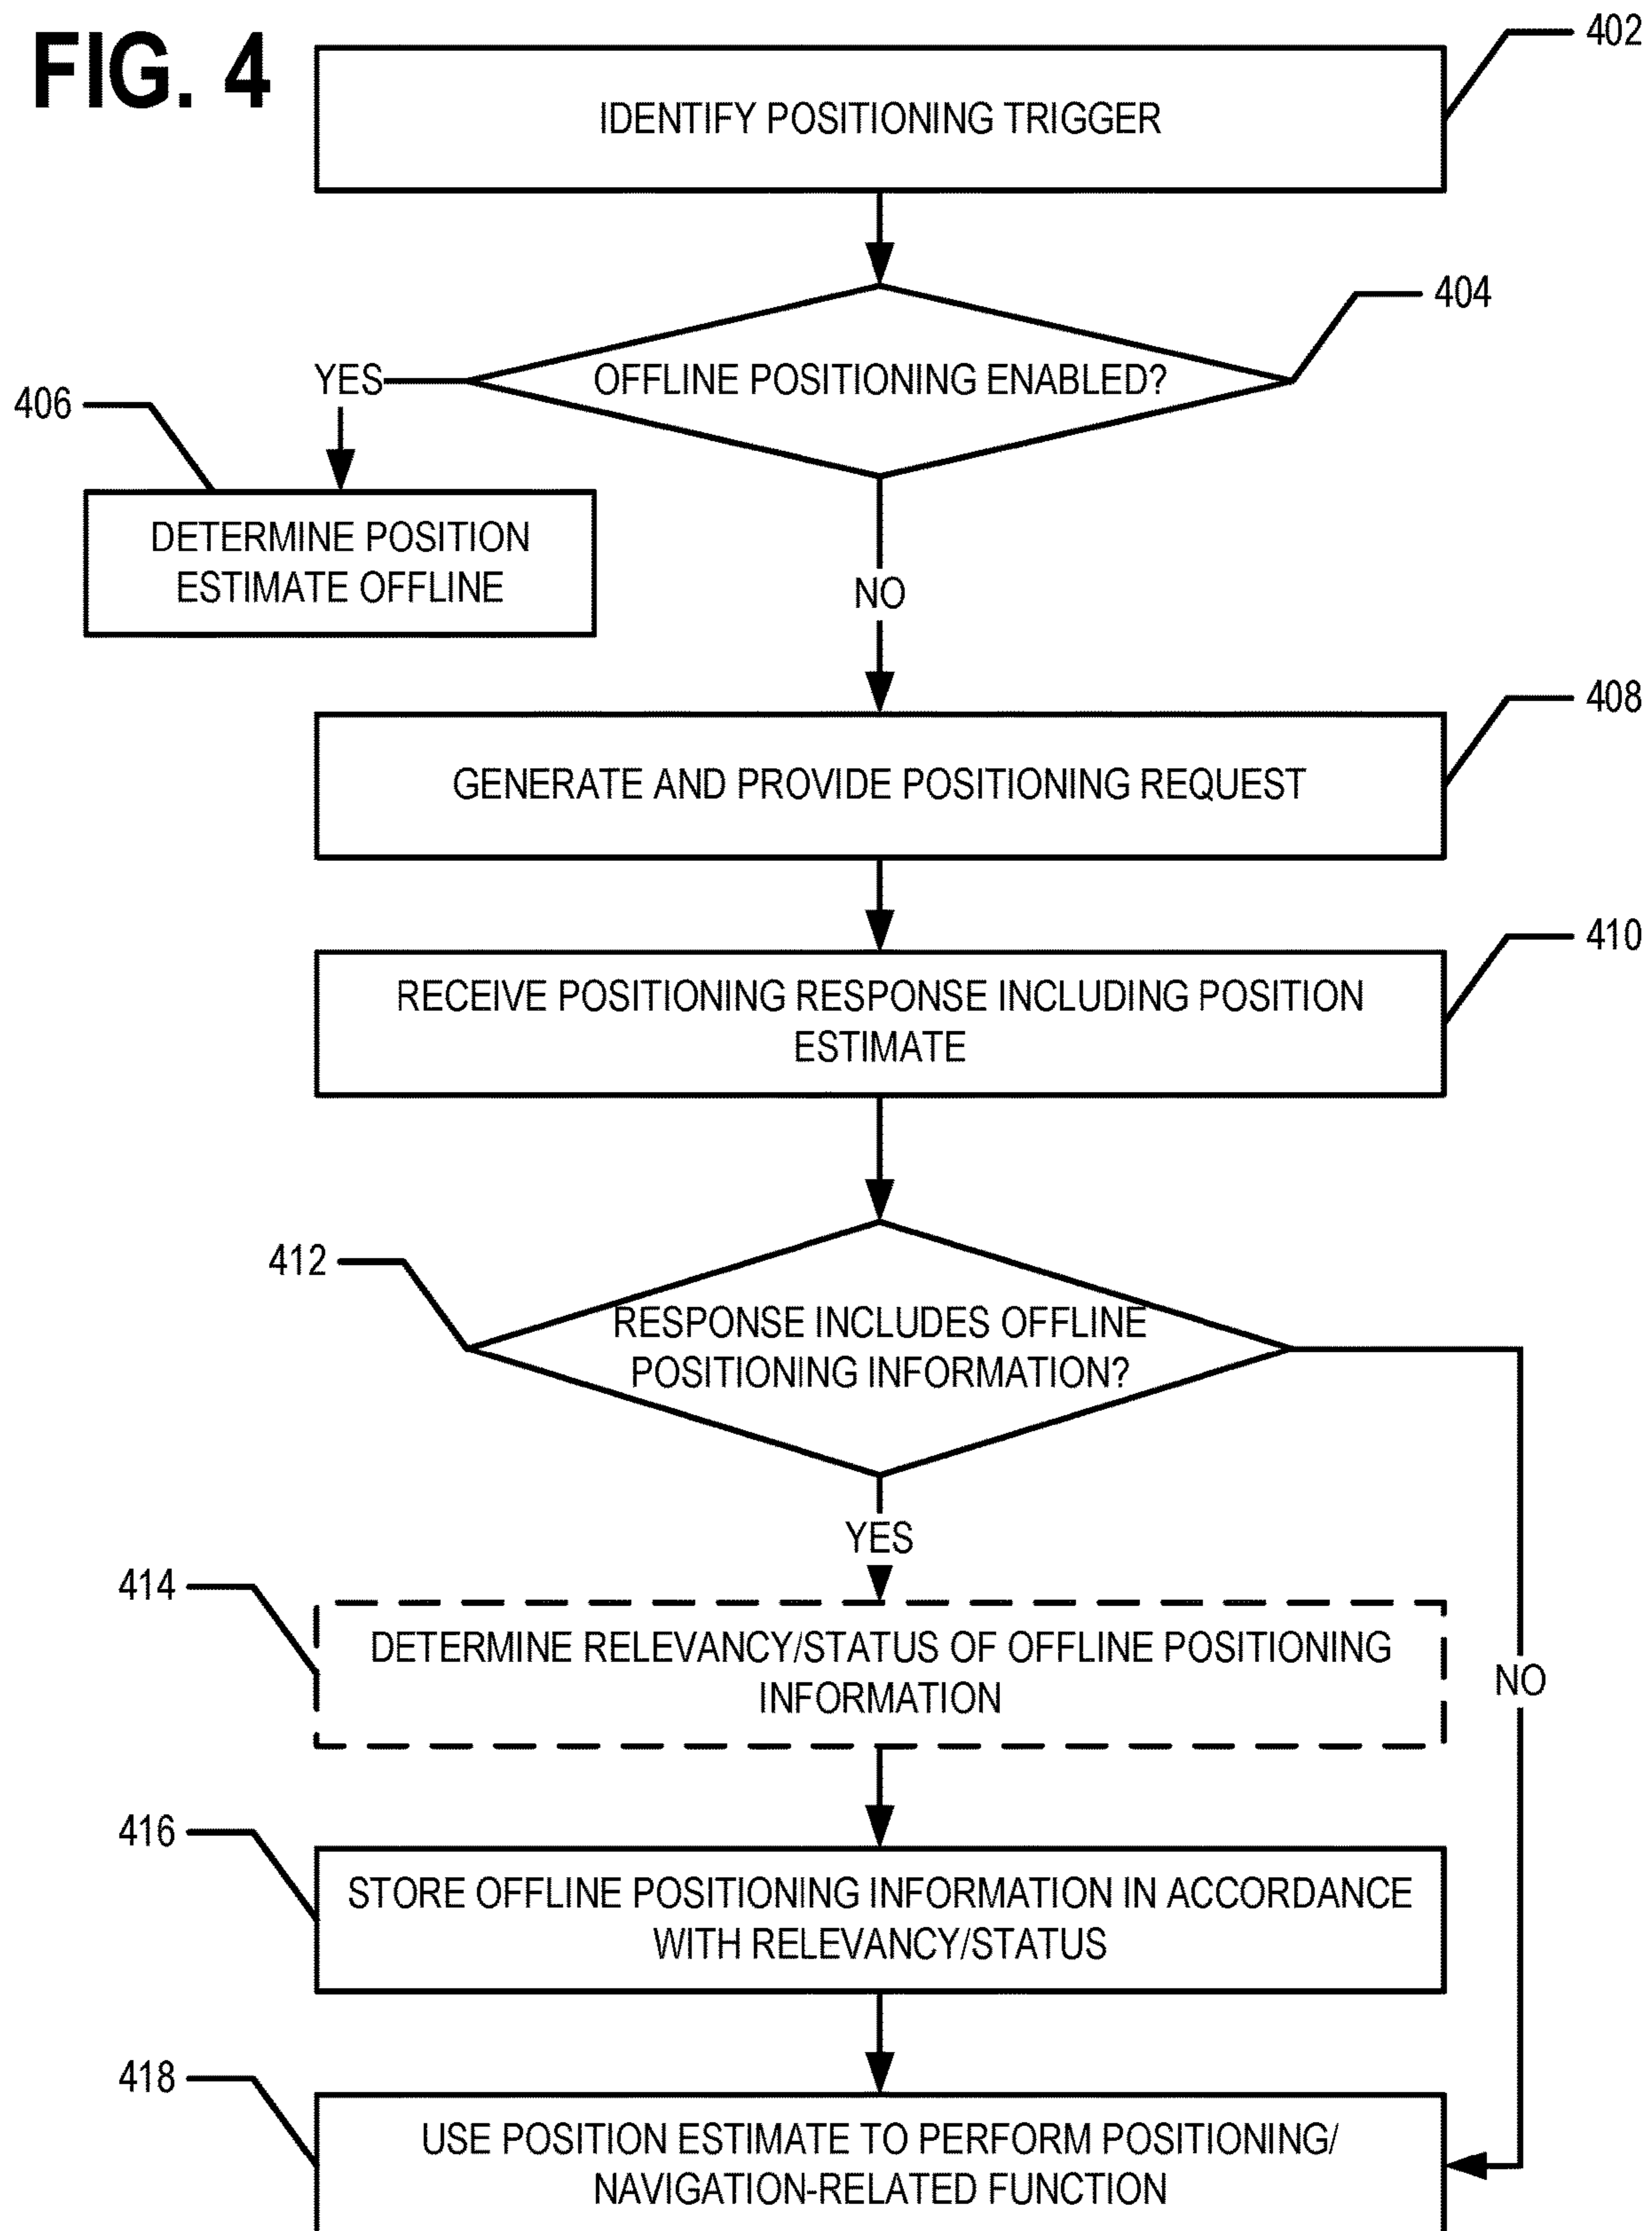 FIG. 4
402
IDENTIFY POSITIONING TRIGGER
404
OFFLINE POSITIONING ENABLED?
YES
406
DETERMINE POSITION
ESTIMATE OFFLINE
NO
408
GENERATE AND PROVIDE POSITIONING REQUEST
410
RECEIVE POSITIONING RESPONSE INCLUDING POSITION
ESTIMATE
412
RESPONSE INCLUDES OFFLINE
POSITIONING INFORMATION?
YES
414
DETERMINE RELEVANCY/STATUS OF OFFLINE POSITIONING
INFORMATION
NO
416
STORE OFFLINE POSITIONING INFORMATION IN ACCORDANCE
WITH RELEVANCY/STATUS
418
USE POSITION ESTIMATE TO PERFORM POSITIONING/
NAVIGATION-RELATED FUNCTION